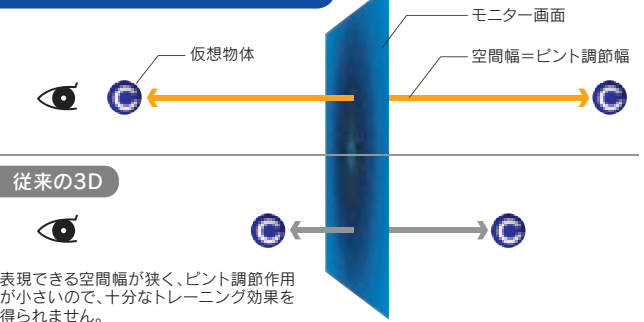 モニター画面
仮想物体
空間幅=ピント調節幅
C
C
従来の3D
C
C
表現できる空間幅が狭く、ピント調節作用
が小さいので、十分なトレーニング効果を
得られません。